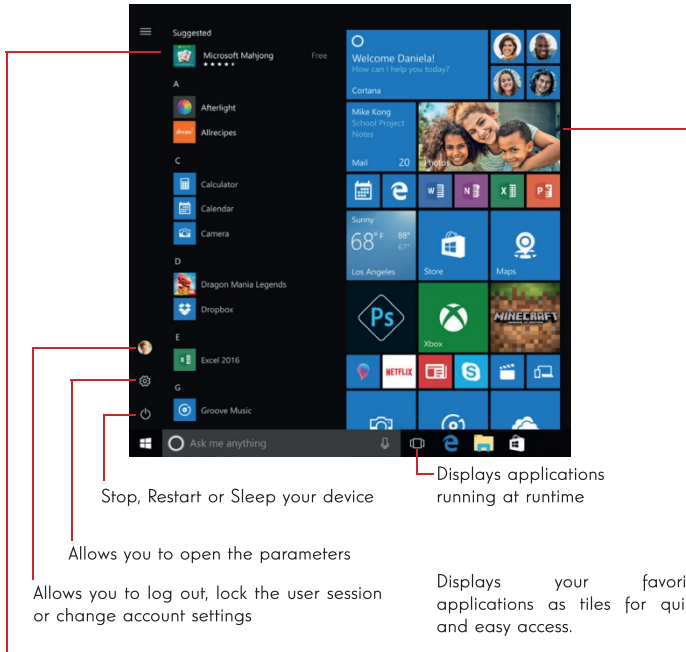 Suggested
Microsoft Mahjong Free
A
Afterlight
Allrecipes
C
Calculator
Calendar
Camera
D
Dragon Mania Legends
Dropbox
E
Excel 2016
G
Groove Music
Ask me anything
Welcome Daniela!
How can I help you today?
Cortana
Mike Kong
School Project
Notes
Mail 20
Photos
W N X P
Sunny
68° F 88°
67°
Los Angeles
Store
Maps
Ps
Xbox
MINECRAFT
NETFLIX
Displays applications
running at runtime
Stop, Restart or Sleep your device
Allows you to open the parameters
Allows you to log out, lock the user session
or change account settings
Displays your favori
applications as tiles for qui
and easy access.